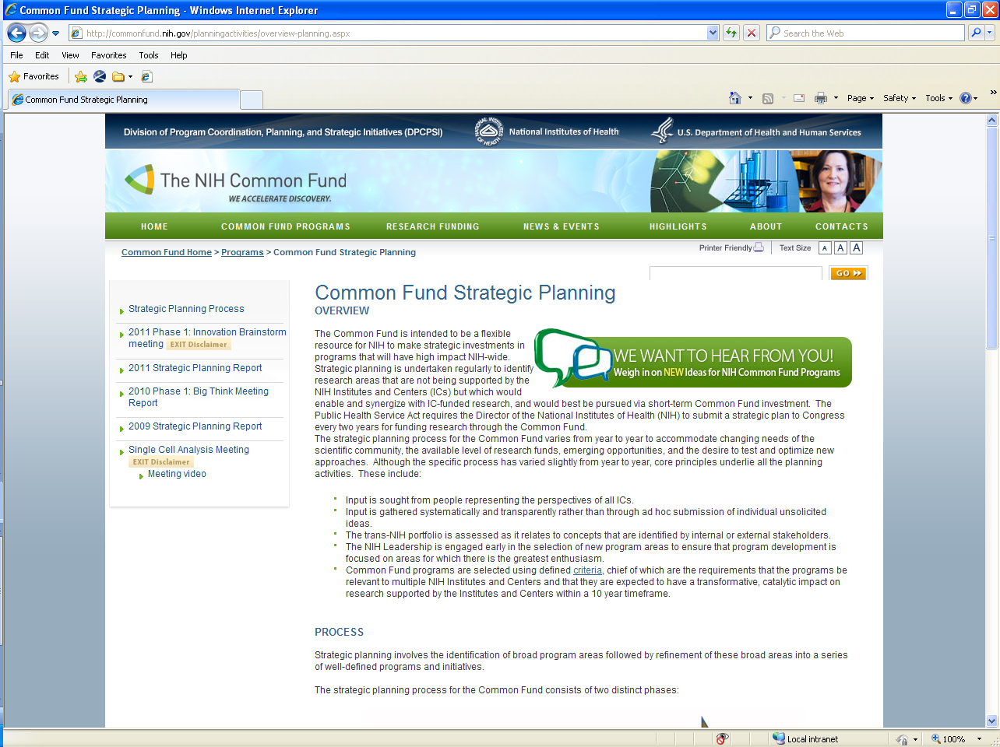 Common Fund Strategic Planning - Windows Internet Explorer
http://commonfund.nih.gov/planningactivities/overview-planning.aspx
Search the Web
File Edit View Favorites Tools Help
Favorites
Common Fund Strategic Planning
Page Safety Tools
Division of Program Coordination, Planning, and Strategic Initiatives (DPCPSI)
NATIONAL INSTITUTES OF HEALTH
National Institutes of Health
U.S. Department of Health and Human Services
The NIH Common Fund
WE ACCELERATE DISCOVERY.
HOME COMMON FUND PROGRAMS RESEARCH FUNDING NEWS & EVENTS HIGHLIGHTS ABOUT CONTACTS
Common Fund Home > Programs > Common Fund Strategic Planning
Printer Friendly Text Size A A A
GO
Strategic Planning Process
2011 Phase 1: Innovation Brainstorm
meeting EXIT Disclaimer
2011 Strategic Planning Report
2010 Phase 1: Big Think Meeting
Report
2009 Strategic Planning Report
Single Cell Analysis Meeting
EXIT Disclaimer
Meeting video
Common Fund Strategic Planning
OVERVIEW
The Common Fund is intended to be a flexible
resource for NIH to make strategic investments in
programs that will have high impact NIH-wide.
Strategic planning is undertaken regularly to identify
research areas that are not being supported by the
NIH Institutes and Centers (ICs) but which would
enable and synergize with IC-funded research, and would best be pursued via short-term Common Fund investment. The
Public Health Service Act requires the Director of the National Institutes of Health (NIH) to submit a strategic plan to Congress
every two years for funding research through the Common Fund.
WE WANT TO HEAR FROM YOU!
Weigh in on NEW Ideas for NIH Common Fund Programs
The strategic planning process for the Common Fund varies from year to year to accommodate changing needs of the
scientific community, the available level of research funds, emerging opportunities, and the desire to test and optimize new
approaches. Although the specific process has varied slightly from year to year, core principles underlie all the planning
activities. These include:
Input is sought from people representing the perspectives of all ICs.
Input is gathered systematically and transparently rather than through ad hoc submission of individual unsolicited
ideas.
The trans-NIH portfolio is assessed as it relates to concepts that are identified by internal or external stakeholders.
The NIH Leadership is engaged early in the selection of new program areas to ensure that program development is
focused on areas for which there is the greatest enthusiasm.
Common Fund programs are selected using defined criteria, chief of which are the requirements that the programs be
relevant to multiple NIH Institutes and Centers and that they are expected to have a transformative, catalytic impact on
research supported by the Institutes and Centers within a 10 year timeframe.
PROCESS
Strategic planning involves the identification of broad program areas followed by refinement of these broad areas into a series
of well-defined programs and initiatives.
The strategic planning process for the Common Fund consists of two distinct phases:
Local intranet 100%